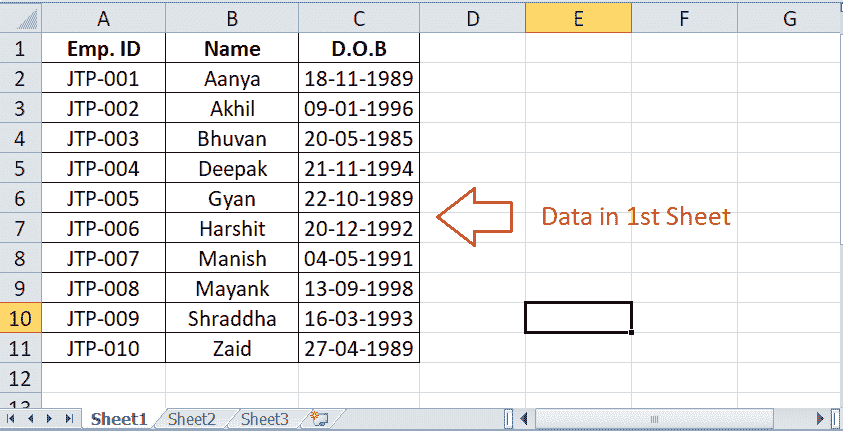 A B C D E F G
1 Emp. ID Name D.O.B
2 JTP-001 Aanya 18-11-1989
3 JTP-002 Akhil 09-01-1996
4 JTP-003 Bhuvan 20-05-1985
5 JTP-004 Deepak 21-11-1994
6 JTP-005 Gyan 22-10-1989
7 JTP-006 Harshit 20-12-1992 Data in 1st Sheet
8 JTP-007 Manish 04-05-1991
9 JTP-008 Mayank 13-09-1998
10 JTP-009 Shraddha 16-03-1993
11 JTP-010 Zaid 27-04-1989
12
13
Sheet1 Sheet2 Sheet3